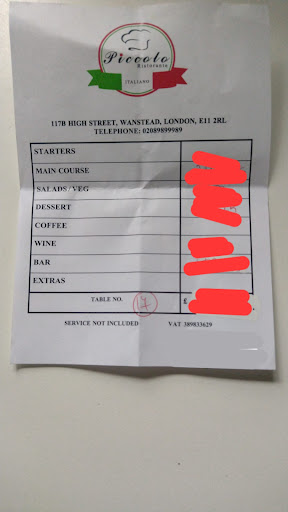 Piccolo
Ristorante
ITALIANO
117B HIGH STREET, WANSTEAD, LONDON, E11 2RL
TELEPHONE: 02089899989
STARTERS
MAIN COURSE
SALADS / VEG
DESSERT
COFFEE
WINE
BAR
EXTRAS
TABLE NO. 17 £
SERVICE NOT INCLUDED VAT 389833629